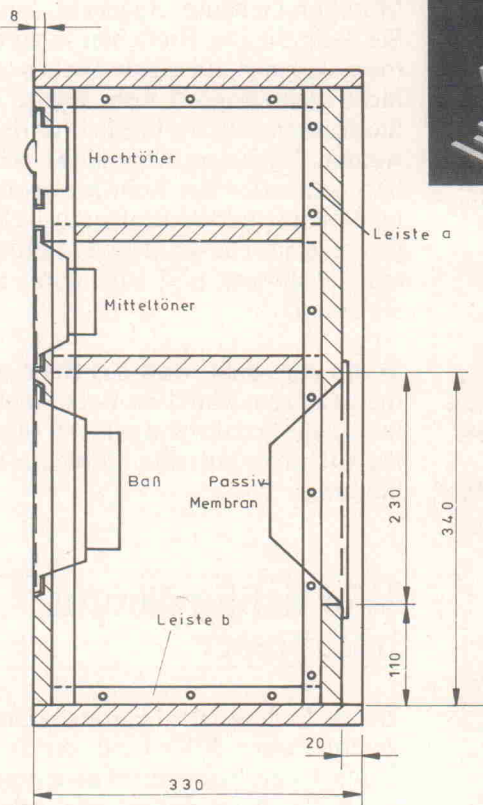 8
Hochtöner
Leiste a
Mitteltöner
Baß
Passiv
Membran
230
340
Leiste b
110
20
330